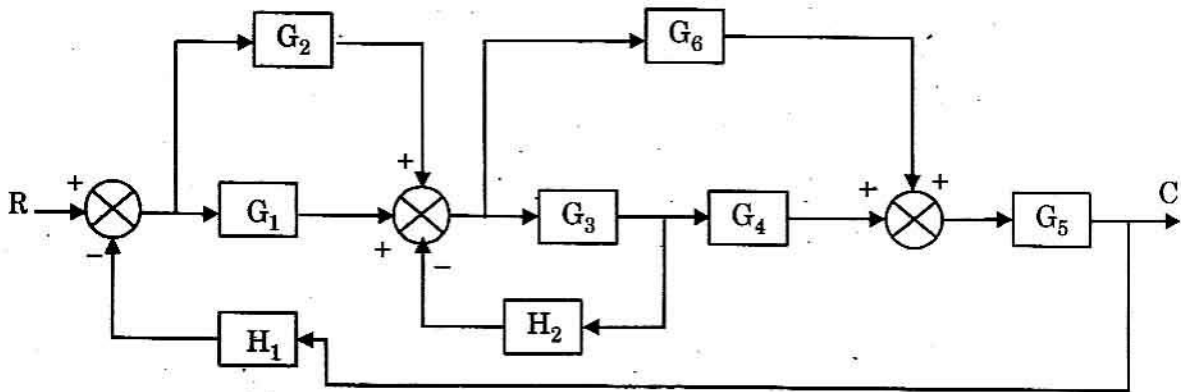 G₂
G₆
+
+
+
+
R
G₁
+
−
G₃
G₄
+
G₅
C
−
H₂
H₁